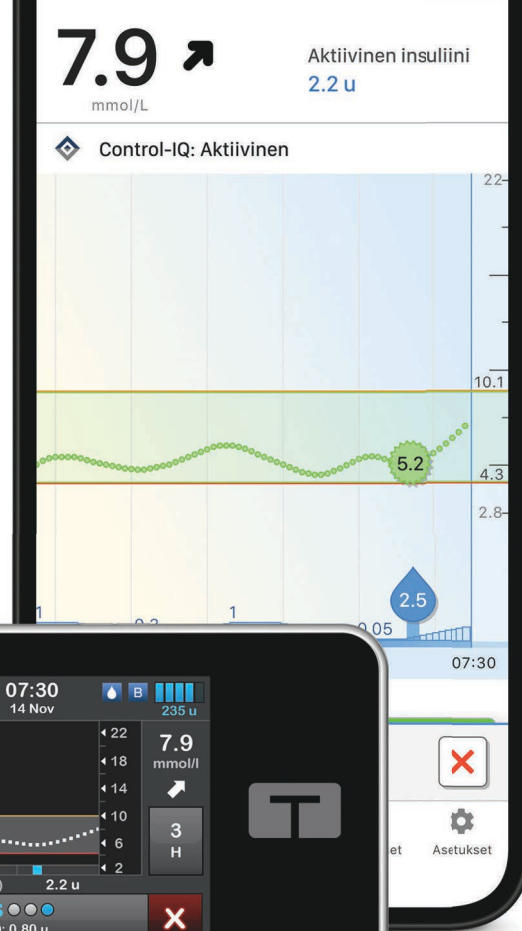 7.9
mmol/L
Aktiivinen insuliini
2.2 u
Control-IQ: Aktiivinen
22
10.1
5.2
4.3
2.8
2.5
1
1
0.05
07:30
Asetukset
07:30
14 Nov
B
235 u
22
18
14
10
6
2
7.9
mmol/l
3
H
2.2 u
0.80 u